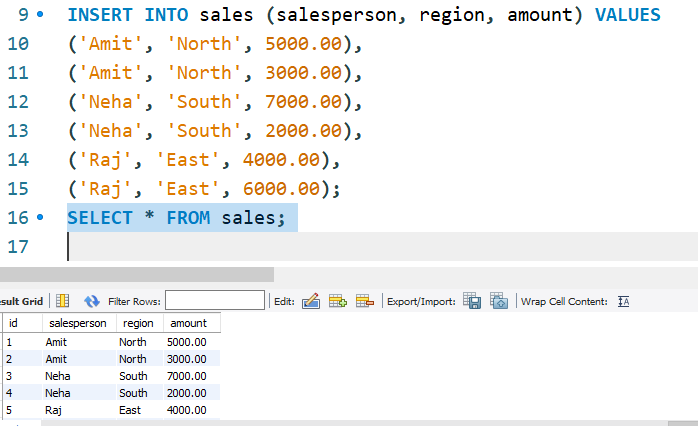 9 INSERT INTO sales (salesperson, region, amount) VALUES
10 ('Amit', 'North', 5000.00),
11 ('Amit', 'North', 3000.00),
12 ('Neha', 'South', 7000.00),
13 ('Neha', 'South', 2000.00),
14 ('Raj', 'East', 4000.00),
15 ('Raj', 'East', 6000.00);
16 SELECT * FROM sales;
17
esult Grid Filter Rows: Edit: Export/Import: Wrap Cell Content: IA
id salesperson region amount
1 Amit North 5000.00
2 Amit North 3000.00
3 Neha South 7000.00
4 Neha South 2000.00
5 Raj East 4000.00